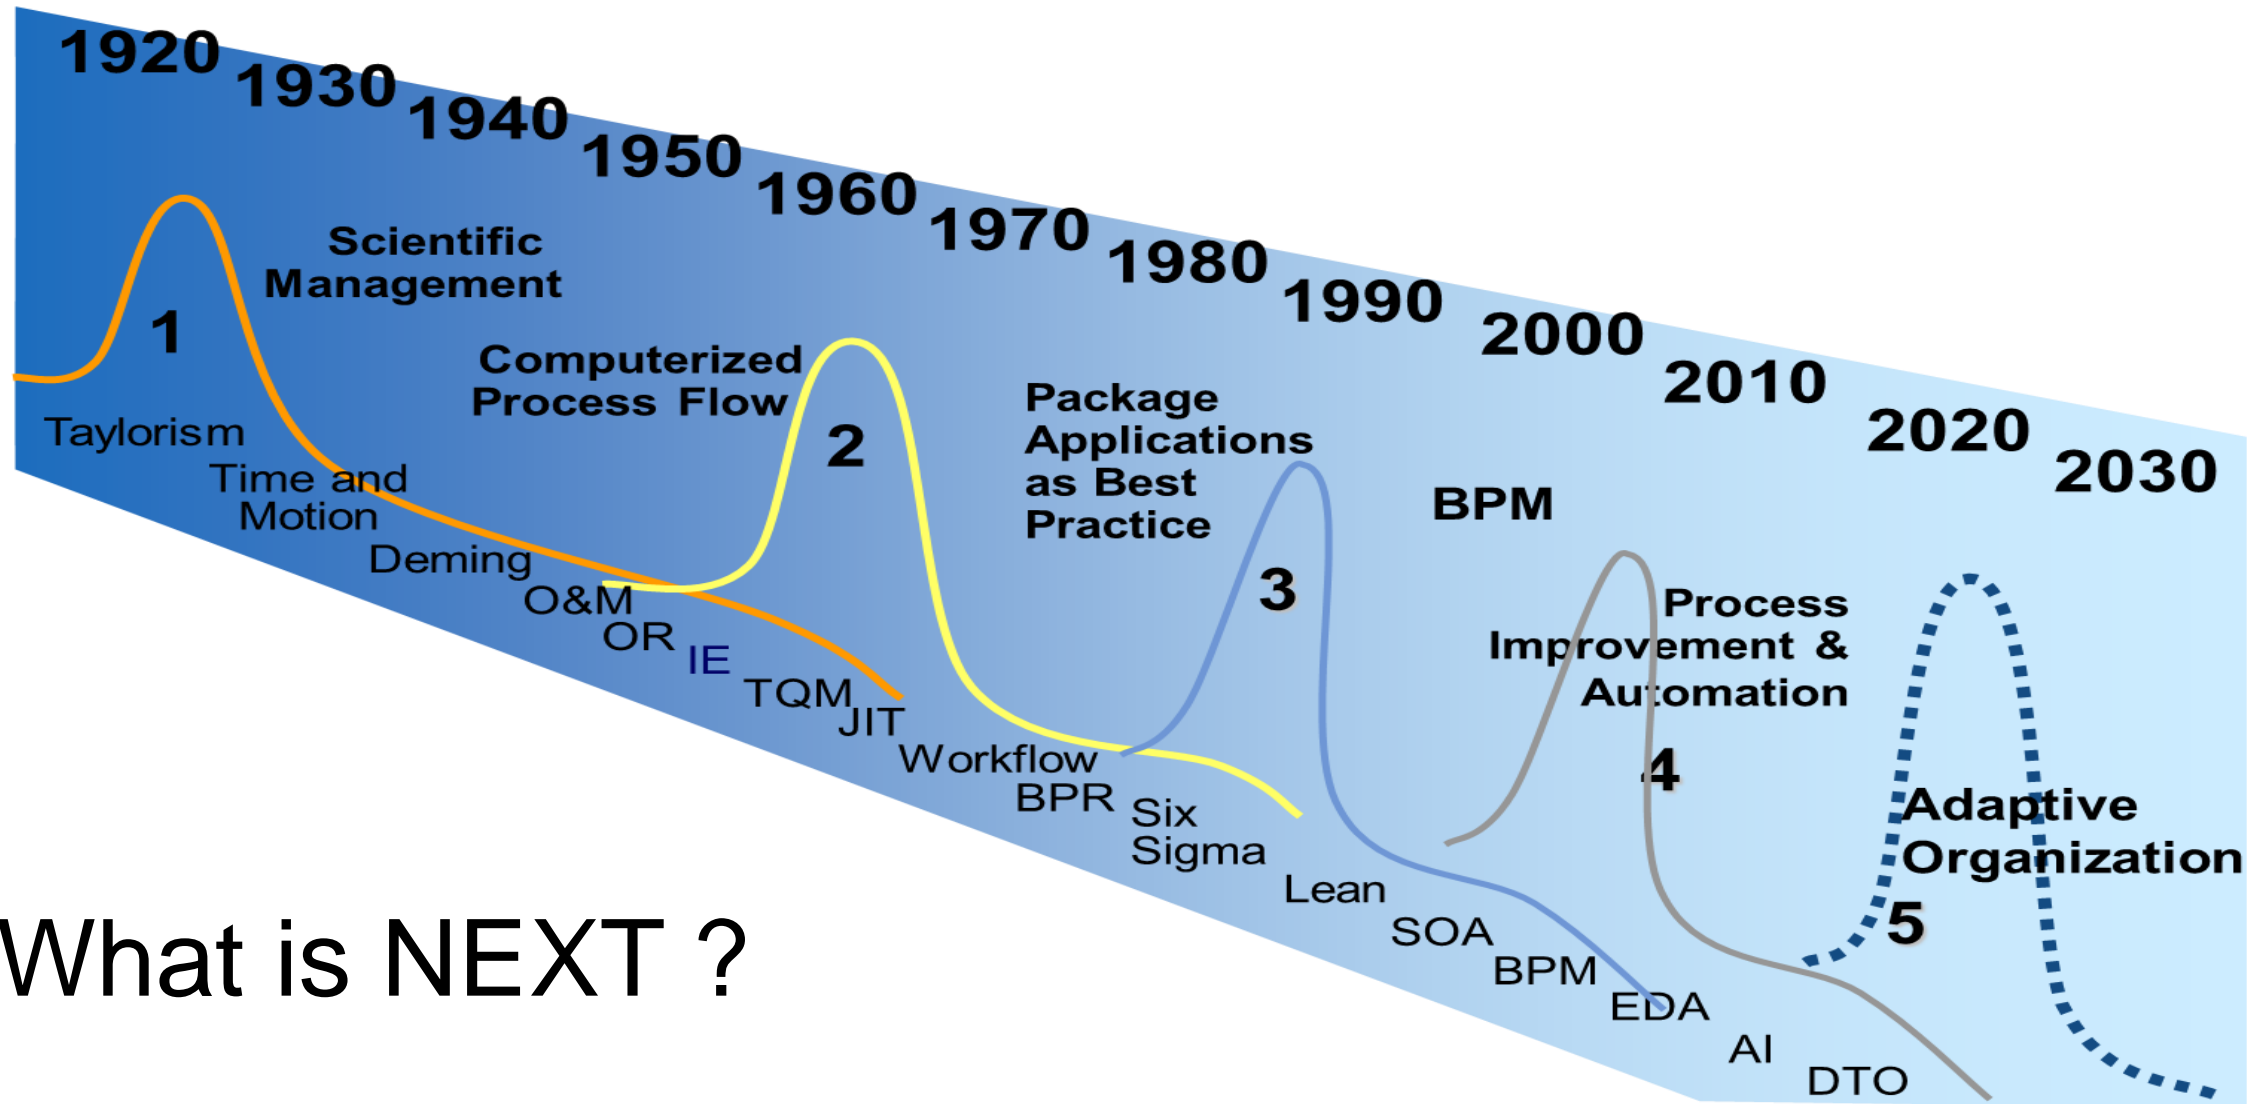 1920
1930
1940
1950
1960
1970
1980
1990
2000
2010
2020
2030
Scientific
Management
1
Taylorism
Time and
Motion
Deming
O&M
OR
IE
TQM
JIT
Computerized
Process Flow
2
Workflow
BPR
Six
Sigma
Package
Applications
as Best
Practice
3
Lean
SOA
BPM
EDA
BPM
Process
Improvement &
Automation
4
AI
DTO
Adaptive
Organization
5
What is NEXT ?